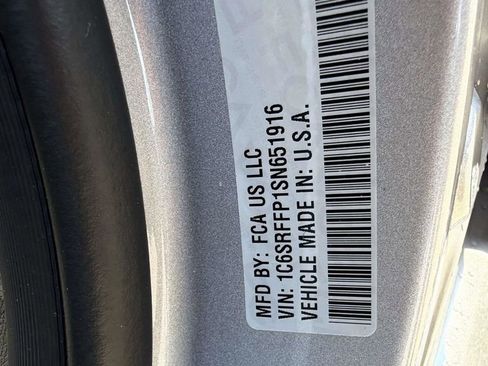 MFD BY: FCA US LLC
VIN: 1C6SRFFP1SN651916
VEHICLE MADE IN: U.S.A.